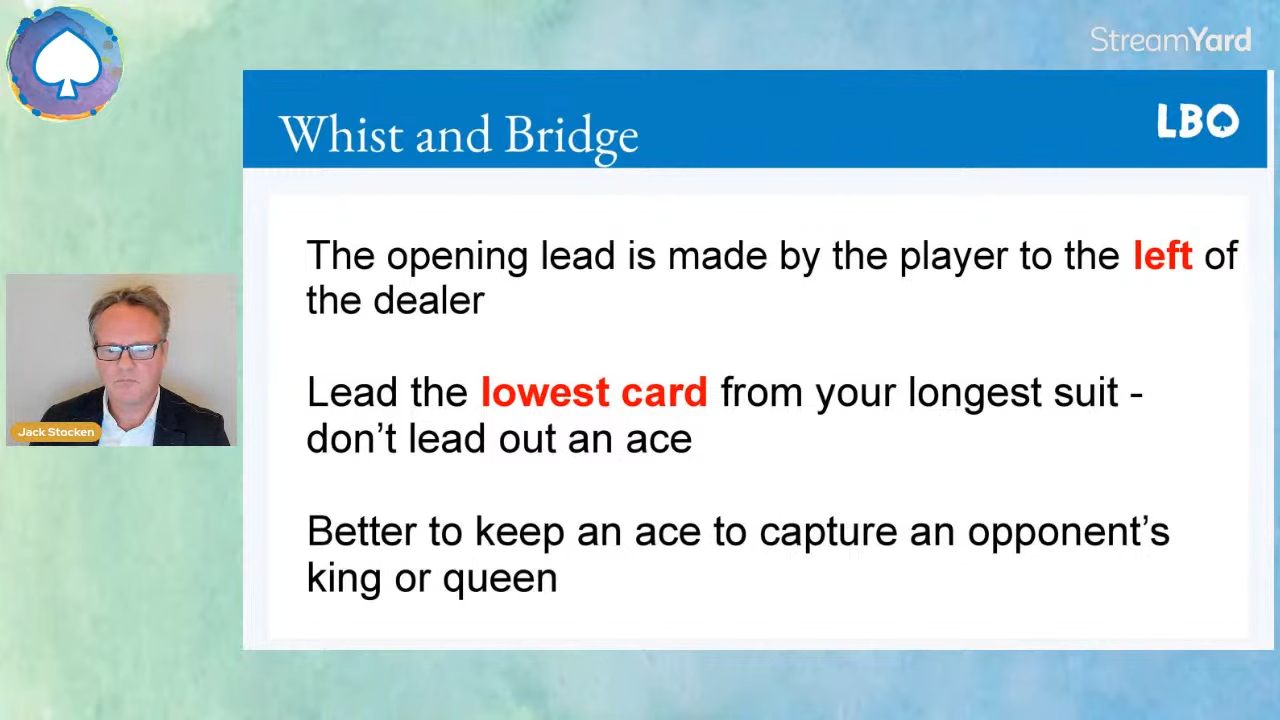 StreamYard
Whist and Bridge
LBO
The opening lead is made by the player to the left of
the dealer
Lead the lowest card from your longest suit -
don’t lead out an ace
Better to keep an ace to capture an opponent’s
king or queen
Jack Stocken